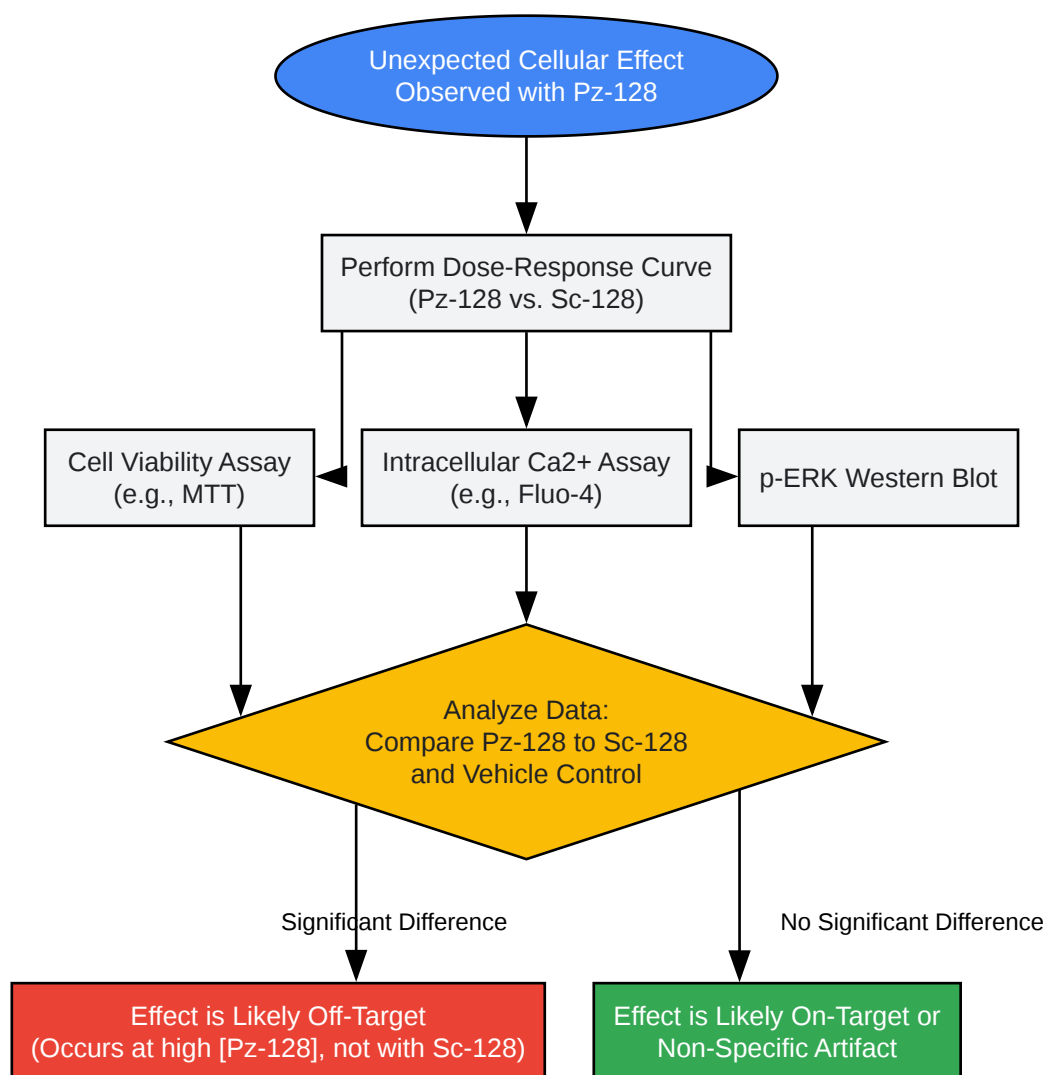 Unexpected Cellular Effect
Observed with Pz-128
Perform Dose-Response Curve
(Pz-128 vs. Sc-128)
Cell Viability Assay
(e.g., MTT)
Intracellular Ca2+ Assay
(e.g., Fluo-4)
p-ERK Western Blot
Analyze Data:
Compare Pz-128 to Sc-128
and Vehicle Control
Significant Difference
No Significant Difference
Effect is Likely Off-Target
(Occurs at high [Pz-128], not with Sc-128)
Effect is Likely On-Target or
Non-Specific Artifact